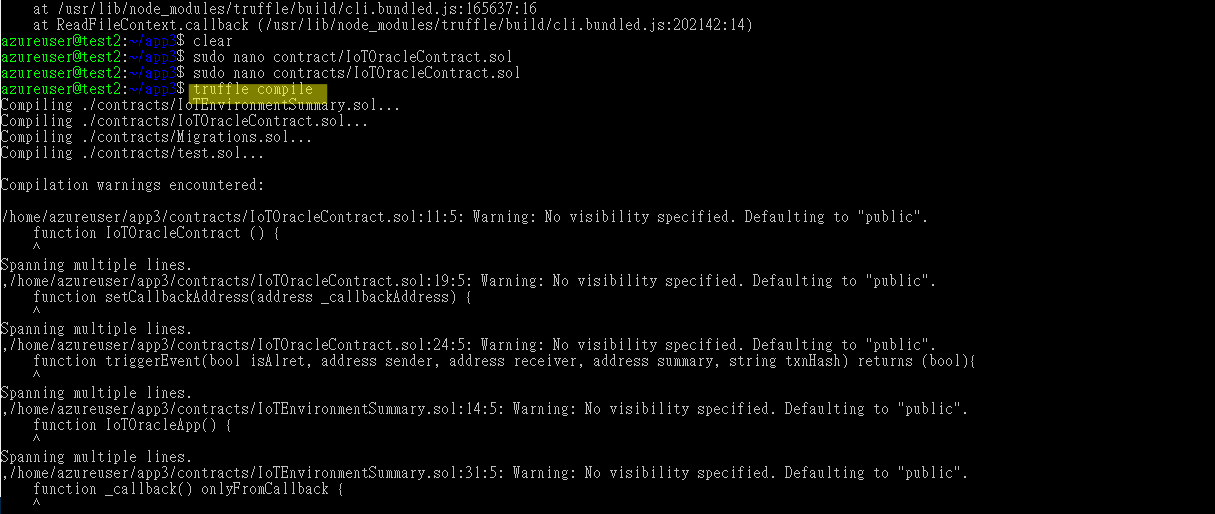 at /usr/lib/node_modules/truffle/build/cli.bundled.js:165637:16
at ReadFileContext.callback (/usr/lib/node_modules/truffle/build/cli.bundled.js:202142:14)
azureuser@test2:~/app3$ clear
azureuser@test2:~/app3$ sudo nano contract/IoTOracleContract.sol
azureuser@test2:~/app3$ sudo nano contracts/IoTOracleContract.sol
azureuser@test2:~/app3$ truffle compile
Compiling ./contracts/IoTEnvironmentSummary.sol...
Compiling ./contracts/IoTOracleContract.sol...
Compiling ./contracts/Migrations.sol...
Compiling ./contracts/test.sol...
Compilation warnings encountered:
/home/azureuser/app3/contracts/IoTOracleContract.sol:11:5: Warning: No visibility specified. Defaulting to "public".
function IoTOracleContract () {
^
Spanning multiple lines.
,/home/azureuser/app3/contracts/IoTOracleContract.sol:19:5: Warning: No visibility specified. Defaulting to "public".
function setCallbackAddress(address _callbackAddress) {
^
Spanning multiple lines.
,/home/azureuser/app3/contracts/IoTOracleContract.sol:24:5: Warning: No visibility specified. Defaulting to "public".
function triggerEvent(bool isAlret, address sender, address receiver, address summary, string txnHash) returns (bool){
^
Spanning multiple lines.
,/home/azureuser/app3/contracts/IoTEnvironmentSummary.sol:14:5: Warning: No visibility specified. Defaulting to "public".
function IoTOracleApp() {
^
Spanning multiple lines.
,/home/azureuser/app3/contracts/IoTEnvironmentSummary.sol:31:5: Warning: No visibility specified. Defaulting to "public".
function _callback() onlyFromCallback {
^